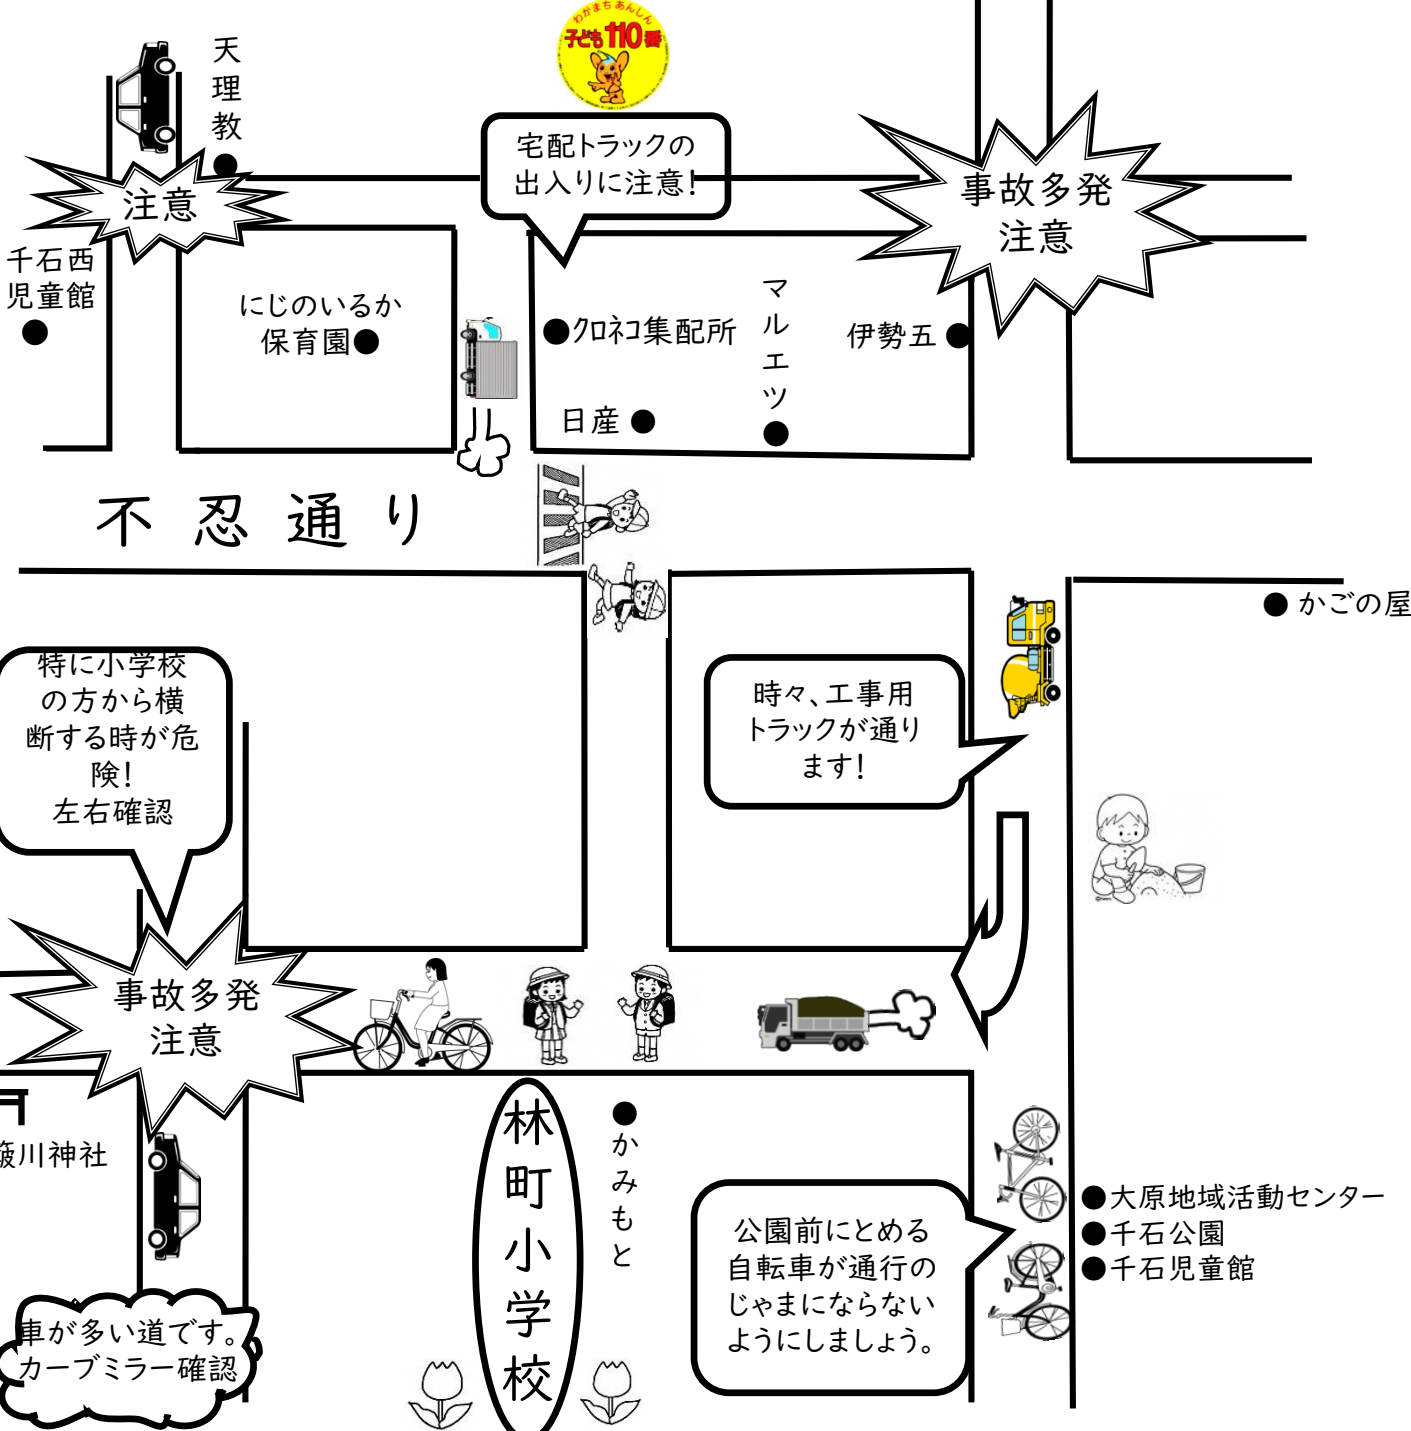 わかまち あんしん
子ども110番
天理教
宅配トラックの
出入りに注意!
注意
事故多発
注意
千石西
児童館
にじのいるか
保育園
クロネコ集配所
マルエツ
伊勢五
日産
不忍通り
かごの屋
特に小学校
の方から横
断する時が危
険!
左右確認
時々、工事用
トラックが通り
ます!
事故多発
注意
簸川神社
林町小学校
かみもと
公園前にとめる
自転車が通行の
じゃまにならない
ようにしましょう。
大原地域活動センター
千石公園
千石児童館
車が多い道です。
カーブミラー確認